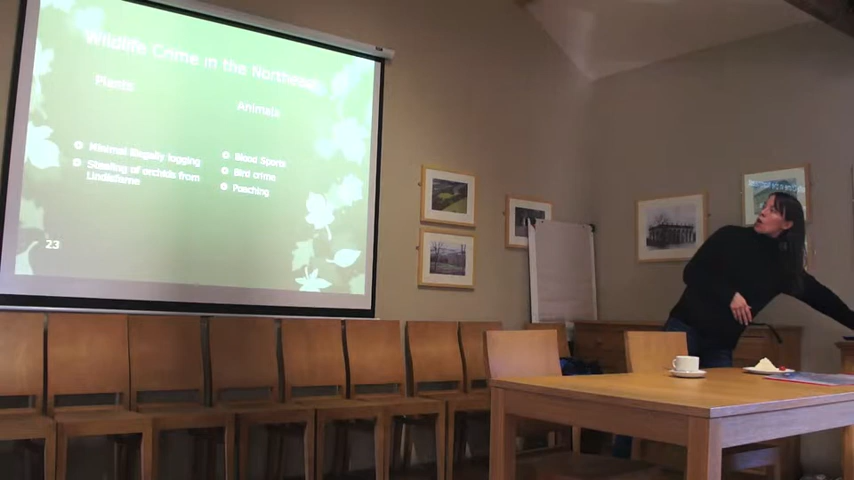 Wildlife Crime in the Northeast
Plants
Animals
Minimal illegally logging
Stealing of orchids from
Lindisfarne
Blood Sports
Bird crime
Poaching
23